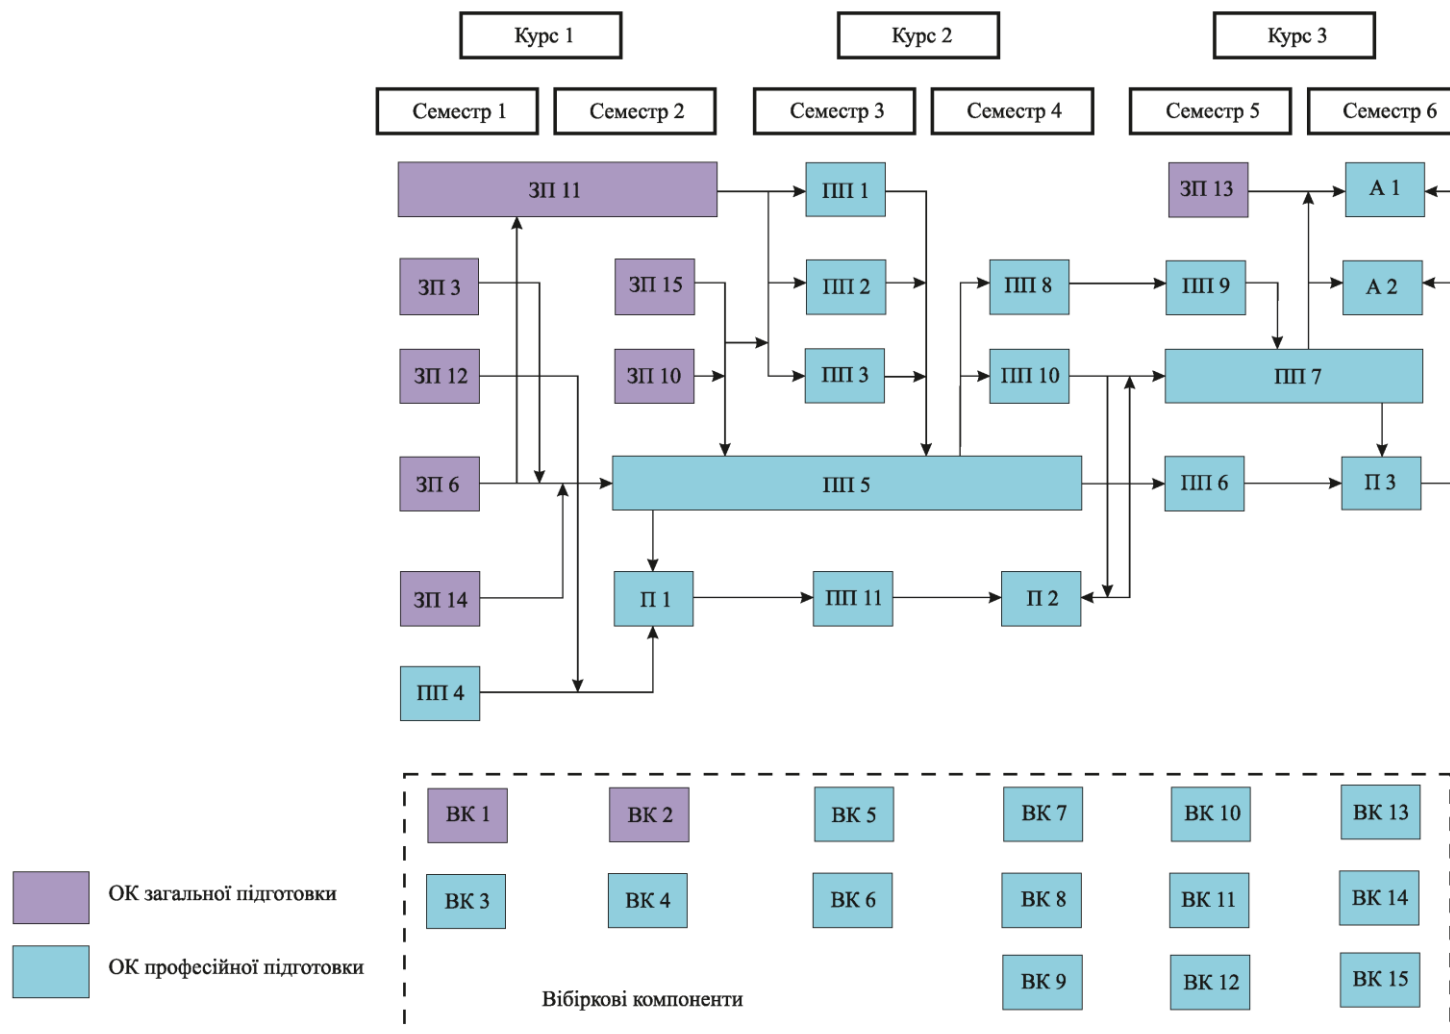 Курс 1
Курс 2
Курс 3
Семестр 1
Семестр 2
Семестр 3
Семестр 4
Семестр 5
Семестр 6
ЗП 11
ПП 1
ЗП 13
А 1
ЗП 3
ЗП 15
ПП 2
ПП 8
ПП 9
А 2
ЗП 12
ЗП 10
ПП 3
ПП 10
ПП 7
ЗП 6
ПП 5
ПП 6
П 3
ЗП 14
П 1
ПП 11
П 2
ПП 4
ВК 1
ВК 2
ВК 5
ВК 7
ВК 10
ВК 13
ОК загальної підготовки
ВК 3
ВК 4
ВК 6
ВК 8
ВК 11
ВК 14
ОК професійної підготовки
Вібіркові компоненти
ВК 9
ВК 12
ВК 15